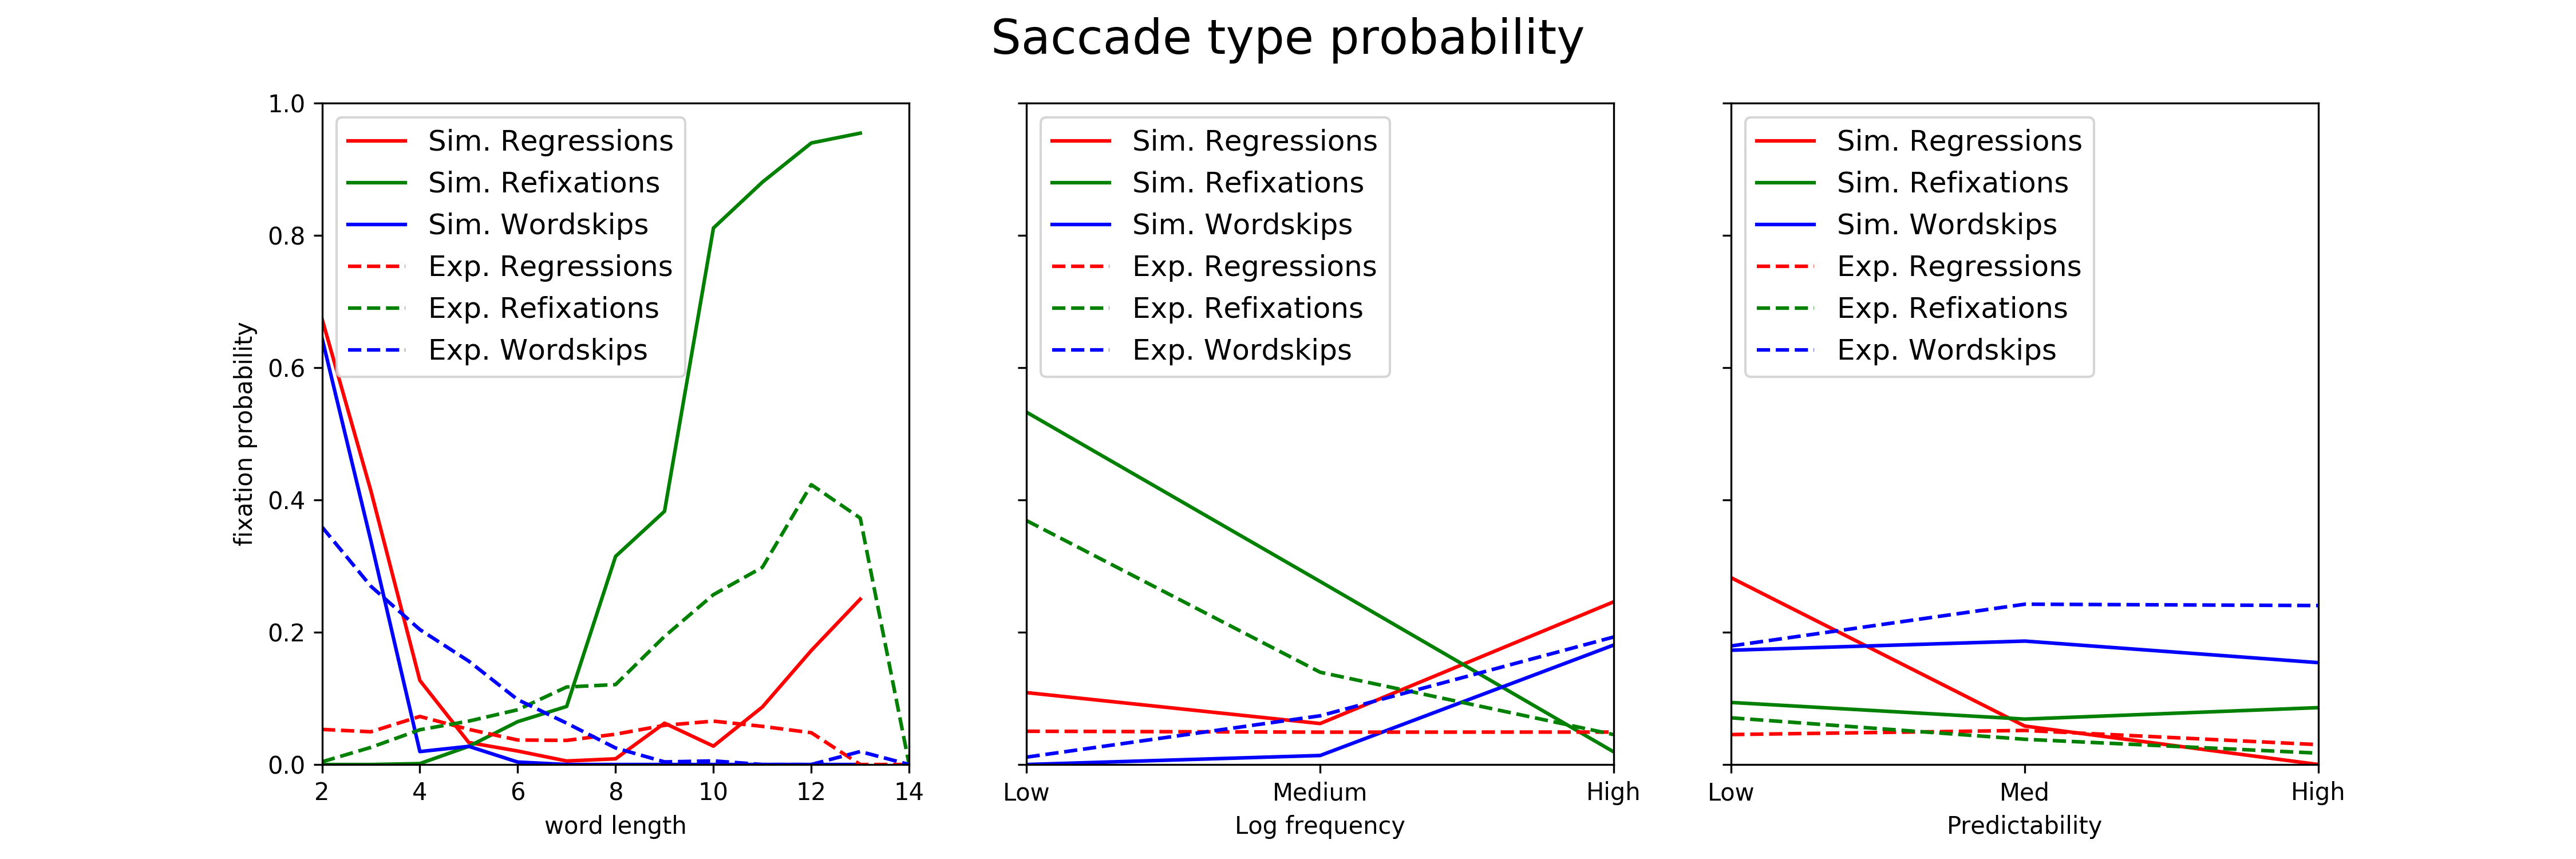 Saccade type probability
fixation probability
1.0
0.8
0.6
0.4
0.2
0.0
Sim. Regressions
Sim. Refixations
Sim. Wordskips
Exp. Regressions
Exp. Refixations
Exp. Wordskips
2 4 6 8 10 12 14
word length
Sim. Regressions
Sim. Refixations
Sim. Wordskips
Exp. Regressions
Exp. Refixations
Exp. Wordskips
Low Medium High
Log frequency
Sim. Regressions
Sim. Refixations
Sim. Wordskips
Exp. Regressions
Exp. Refixations
Exp. Wordskips
Low Med High
Predictability